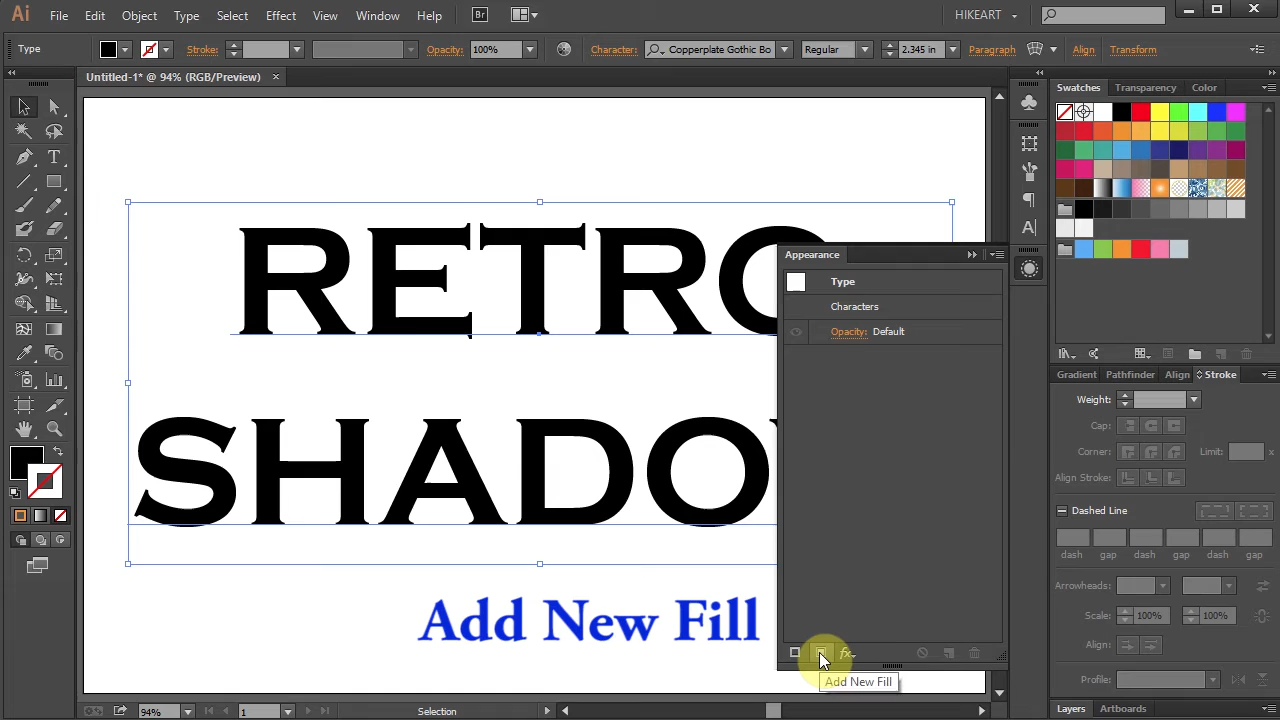 Ai File Edit Object Type Select Effect View Window Help Br HIKEART
Type Stroke: Opacity: 100% Character: Copperplate Gothic Bo Regular 2.345 in Paragraph Align Transform
Untitled-1* @ 94% (RGB/Preview) ×
Swatches Transparency Color
RETRO
SHADO
Add New Fill
Appearance
Type
Characters
Opacity: Default
fx
Add New Fill
Gradient Pathfinder Align Stroke
Weight:
Cap:
Corner: Limit: x
Align Stroke:
Dashed Line
dash gap dash gap dash gap
Arrowheads:
Scale: 100% 100%
Align:
Profile:
Layers Artboards
94% 1 Selection